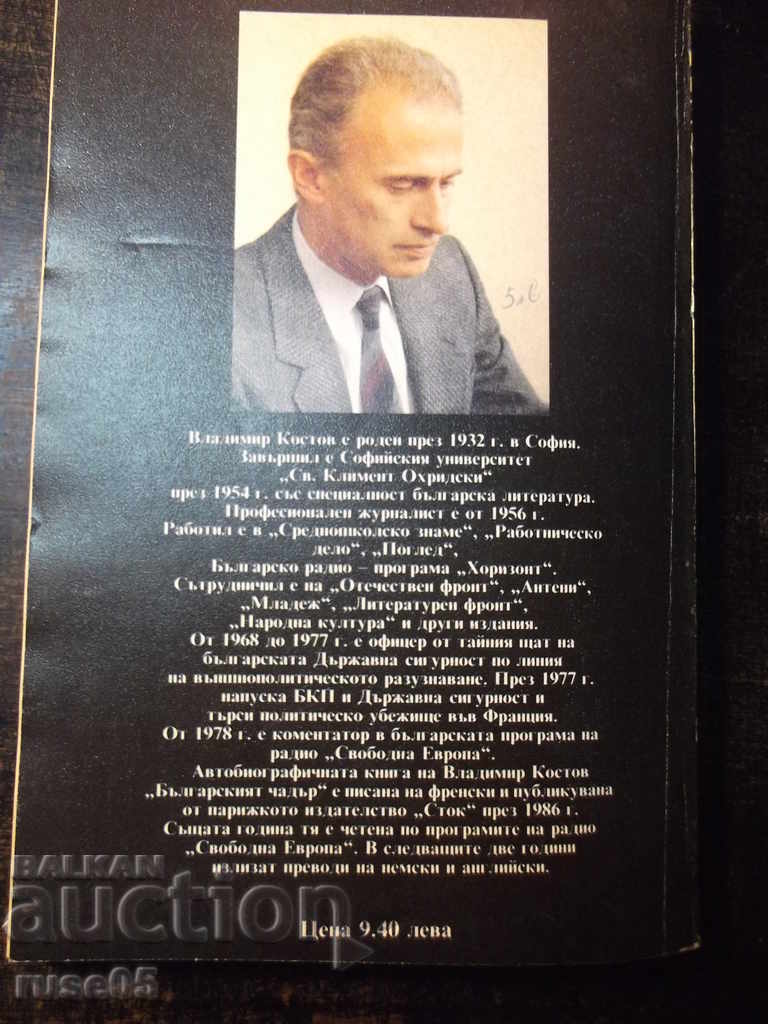 5лв
Владимир Костов е роден през 1932 г. в София.
Завършил е Софийския университет
„Св. Климент Охридски“
през 1954 г. със специалност българска литература.
Професионален журналист е от 1956 г.
Работил е в „Средношколско знаме“, „Работническо
дело“, „Поглед“,
Българско радио – програма „Хоризонт“.
Сътрудничил е на „Отечествен фронт“, „Антени“,
„Младеж“, „Литературен фронт“,
„Народна култура“ и други издания.
От 1968 до 1977 г. е офицер от тайния щат на
българската Държавна сигурност по линия
на външнополитическото разузнаване. През 1977 г.
напуска БКП и Държавна сигурност и
търси политическо убежище във Франция.
От 1978 г. е коментатор в българската програма на
радио „Свободна Европа“.
Автобиографичната книга на Владимир Костов
„Българският чадър“ е писана на френски и публикувана
от парижкото издателство „Сток“ през 1986 г.
Същата година тя е четена по програмите на радио
„Свободна Европа“. В следващите две години
излизат преводи на немски и английски.
Цена 9.40 лева
BALKAN
auction
ruse05